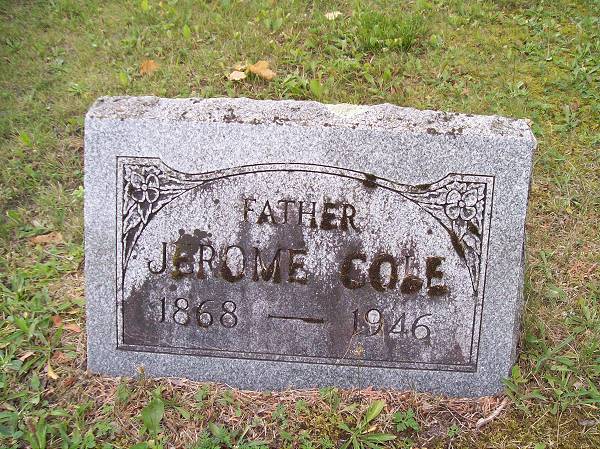 FATHER
JEROME COLE
1868 — 1946